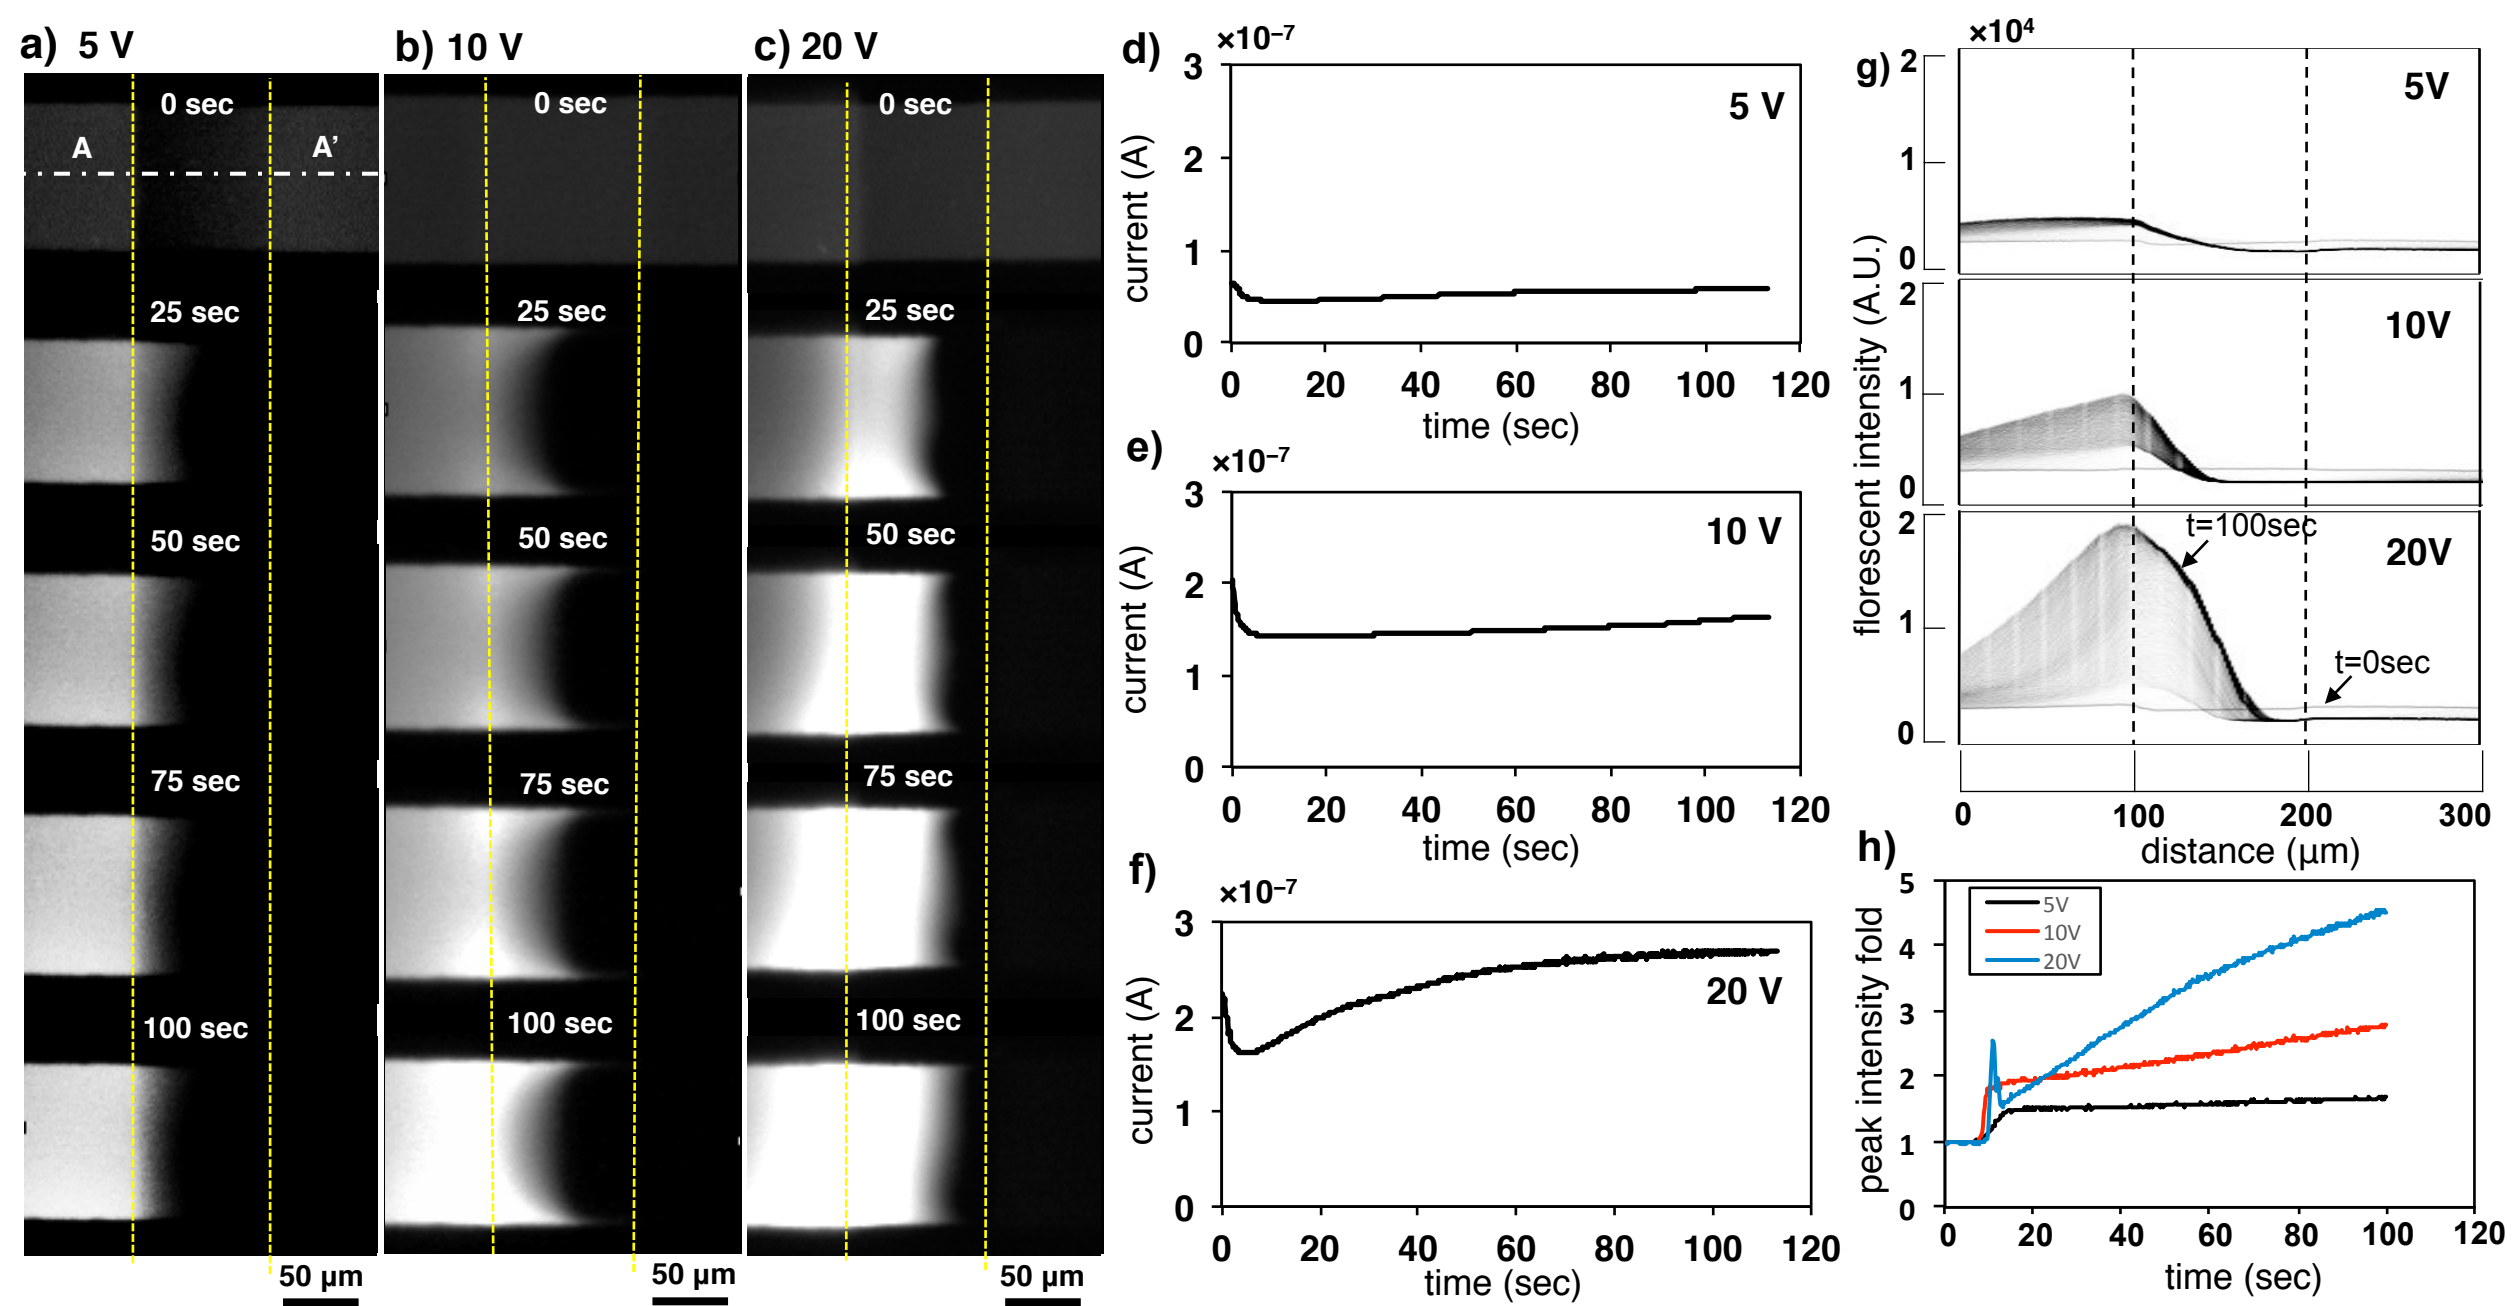 a) 5 V
0 sec
A
A’
25 sec
50 sec
75 sec
100 sec
50 µm
b) 10 V
0 sec
25 sec
50 sec
75 sec
100 sec
50 µm
c) 20 V
0 sec
25 sec
50 sec
75 sec
100 sec
50 µm
d)
×10⁻⁷
5 V
3
2
1
0
current (A)
0 20 40 60 80 100 120
time (sec)
e)
×10⁻⁷
10 V
3
2
1
0
current (A)
0 20 40 60 80 100 120
time (sec)
f)
×10⁻⁷
20 V
3
2
1
0
current (A)
0 20 40 60 80 100 120
time (sec)
g)
×10⁴
5V
2
1
0
10V
2
1
0
20V
2
1
0
t=100sec
t=0sec
florescent intensity (A.U.)
0 100 200 300
distance (µm)
h)
5V
10V
20V
5
4
3
2
1
0
peak intensity fold
0 20 40 60 80 100 120
time (sec)